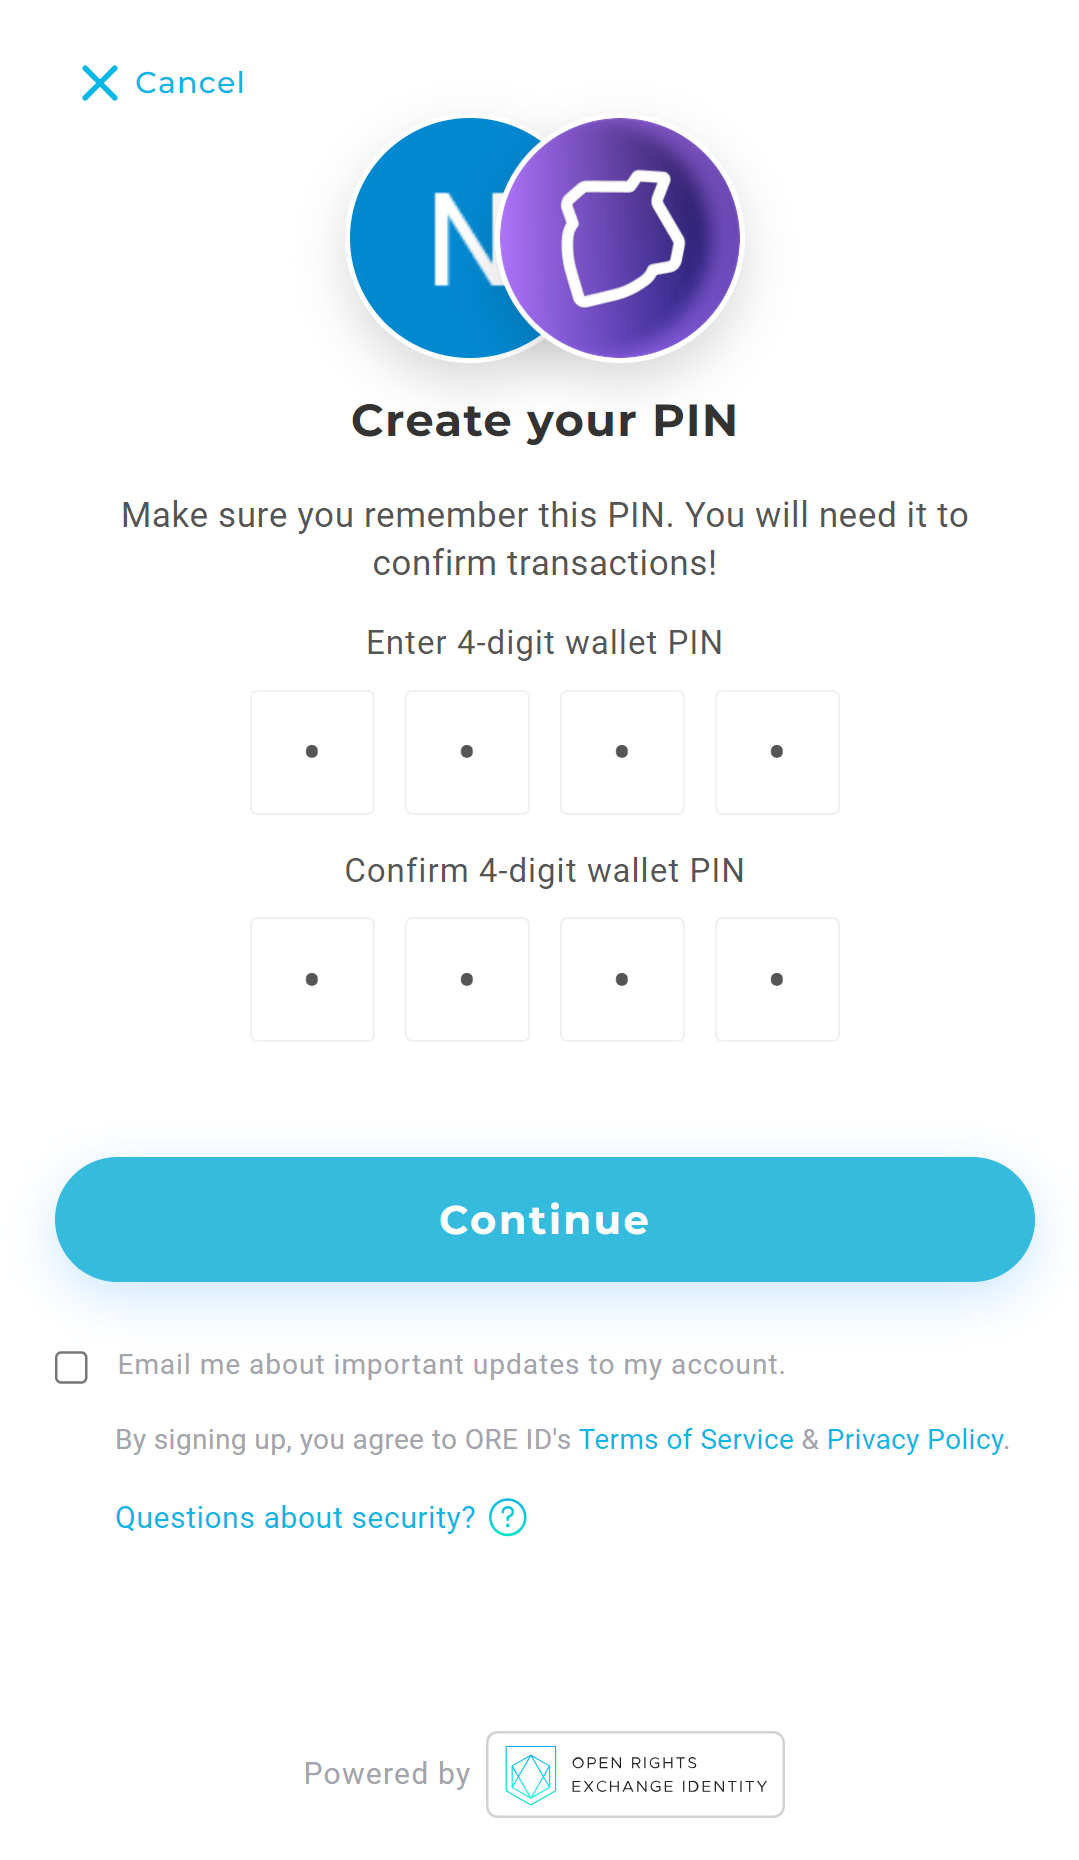 Cancel
N
Create your PIN
Make sure you remember this PIN. You will need it to
confirm transactions!
Enter 4-digit wallet PIN
Confirm 4-digit wallet PIN
Continue
Email me about important updates to my account.
By signing up, you agree to ORE ID's Terms of Service & Privacy Policy.
Questions about security? ?
Powered by
OPEN RIGHTS
EXCHANGE IDENTITY